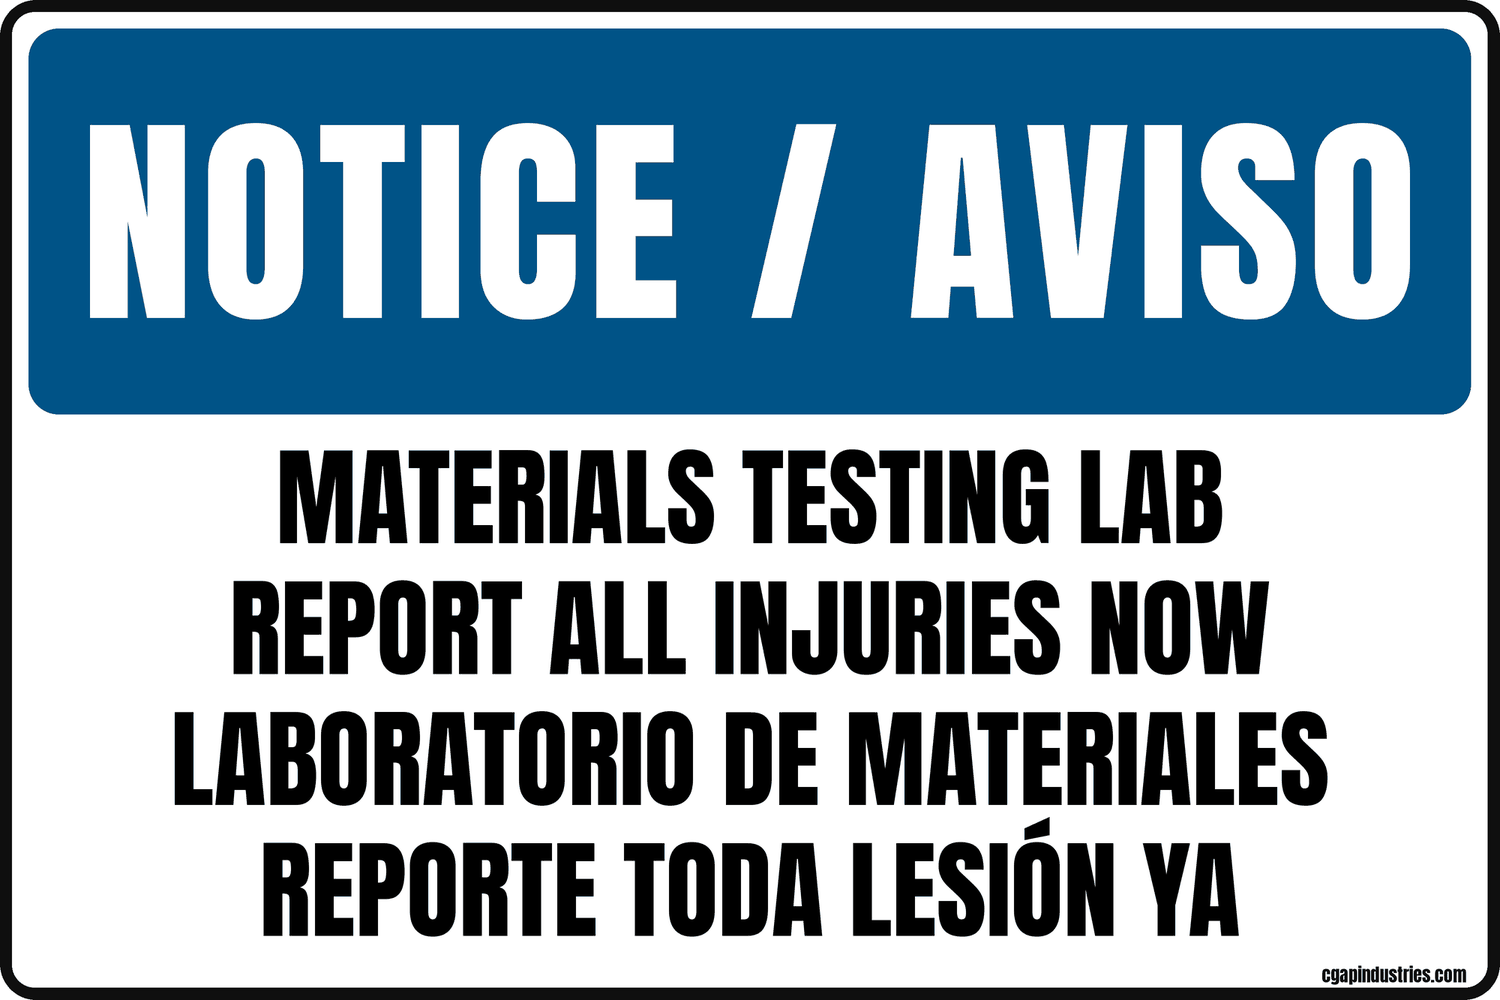 NOTICE / AVISO
MATERIALS TESTING LAB
REPORT ALL INJURIES NOW
LABORATORIO DE MATERIALES
REPORTE TODA LESIÓN YA
cgapindustries.com